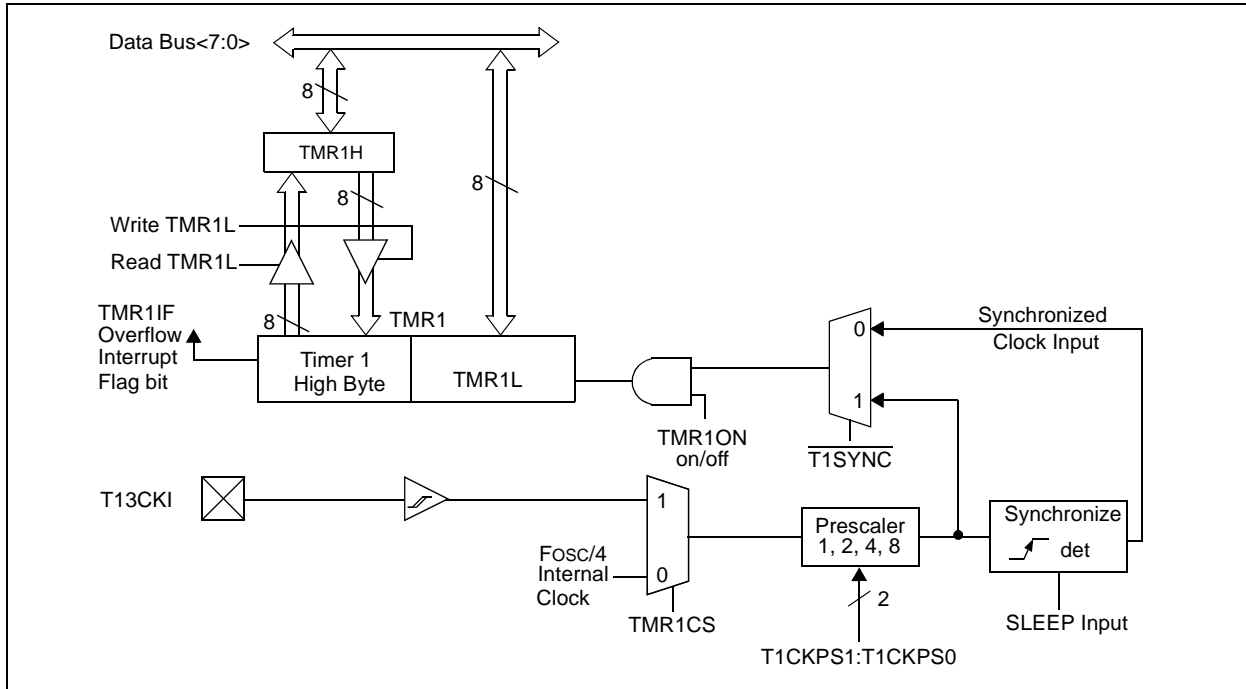 Data Bus<7:0>
8
TMR1H
8
8
Write TMR1L
Read TMR1L
TMR1IF
Overflow
Interrupt
Flag bit
8
TMR1
Timer 1
High Byte
TMR1L
TMR1ON
on/off
0
1
T1SYNC
Synchronized
Clock Input
T13CKI
FOSC/4
Internal
Clock
1
0
TMR1CS
Prescaler
1, 2, 4, 8
2
T1CKPS1:T1CKPS0
Synchronize
det
SLEEP Input